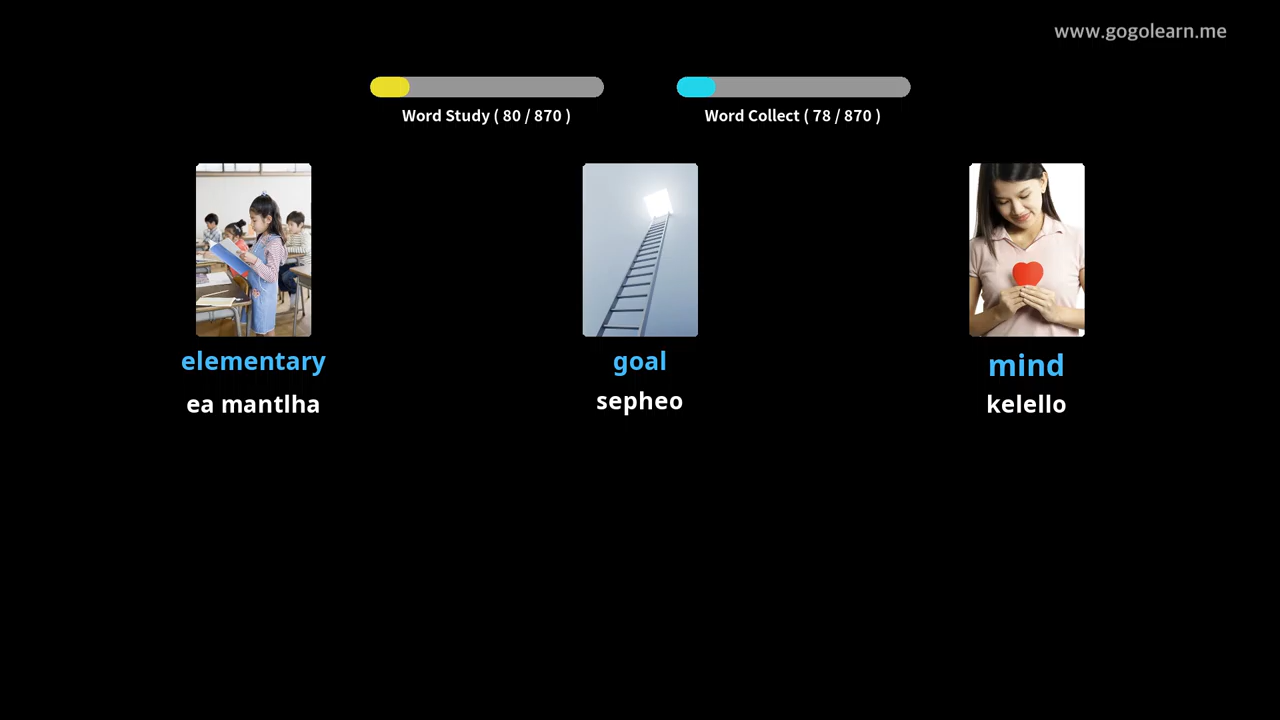 www.gogolearn.me
Word Study ( 80 / 870 )
Word Collect ( 78 / 870 )
elementary
ea mantlha
goal
sepheo
mind
kelello